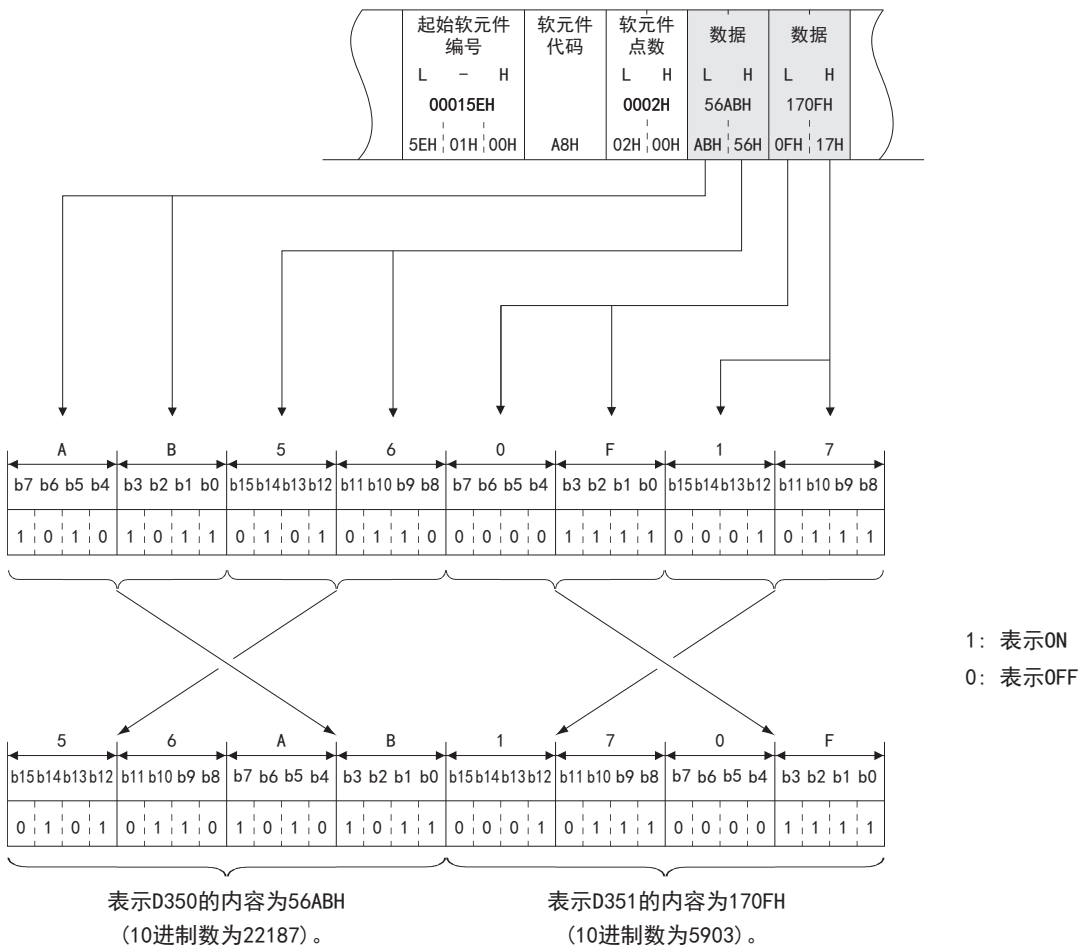 起始软元件 软元件 软元件 数据 数据
编号 代码 点数
L - H L H L H L H
00015EH 0002H 56ABH 170FH
5EH 01H 00H A8H 02H 00H ABH 56H 0FH 17H
A B 5 6 0 F 1 7
b7 b6 b5 b4 b3 b2 b1 b0 b15 b14 b13 b12 b11 b10 b9 b8 b7 b6 b5 b4 b3 b2 b1 b0 b15 b14 b13 b12 b11 b10 b9 b8
1 0 1 0 1 0 1 1 0 1 0 1 0 1 1 0 0 0 0 0 1 1 1 1 0 0 0 1 0 1 1 1
1: 表示ON
0: 表示OFF
5 6 A B 1 7 0 F
b15 b14 b13 b12 b11 b10 b9 b8 b7 b6 b5 b4 b3 b2 b1 b0 b15 b14 b13 b12 b11 b10 b9 b8 b7 b6 b5 b4 b3 b2 b1 b0
0 1 0 1 0 1 1 0 1 0 1 0 1 0 1 1 0 0 0 1 0 1 1 1 0 0 0 0 1 1 1 1
表示D350的内容为56ABH 表示D351的内容为170FH
(10进制数为22187)。 (10进制数为5903)。